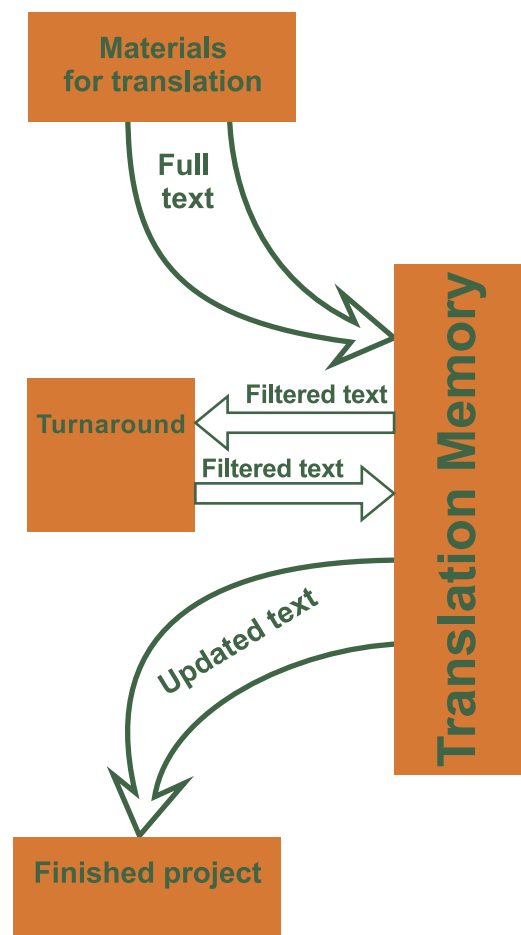 Materials
for translation
Full
text
Translation Memory
Filtered text
Turnaround
Filtered text
Updated text
Finished project